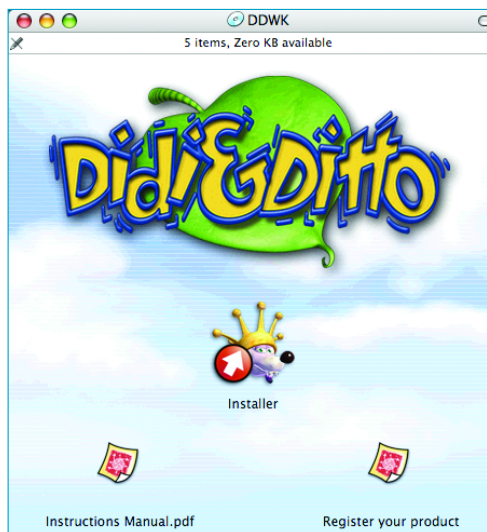 DDWK
5 items, Zero KB available
Didi & Ditto
Installer
Instructions Manual.pdf
Register your product